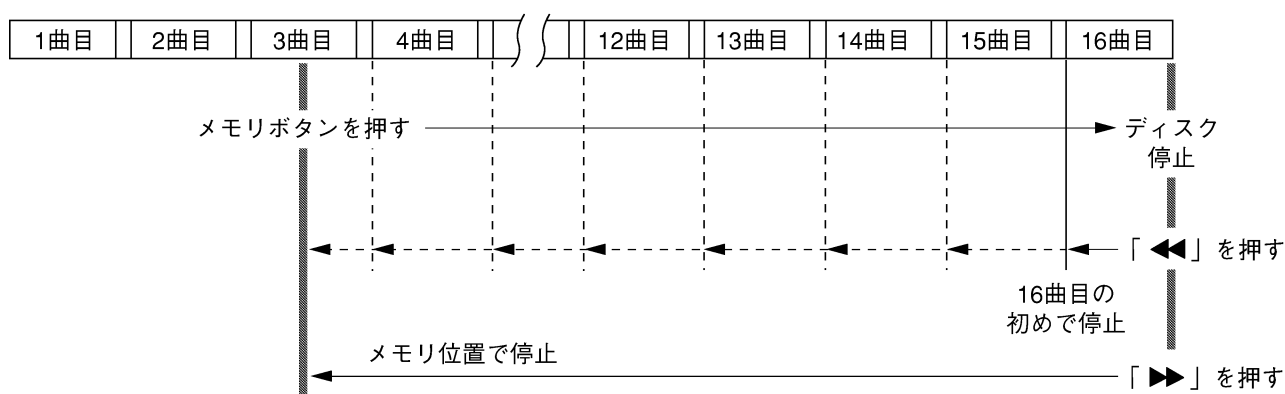 1曲目 2曲目 3曲目 4曲目 12曲目 13曲目 14曲目 15曲目 16曲目
メモリボタンを押す
ディスク
停止
「◀◀」を押す
16曲目の
初めで停止
メモリ位置で停止
「▶▶」を押す